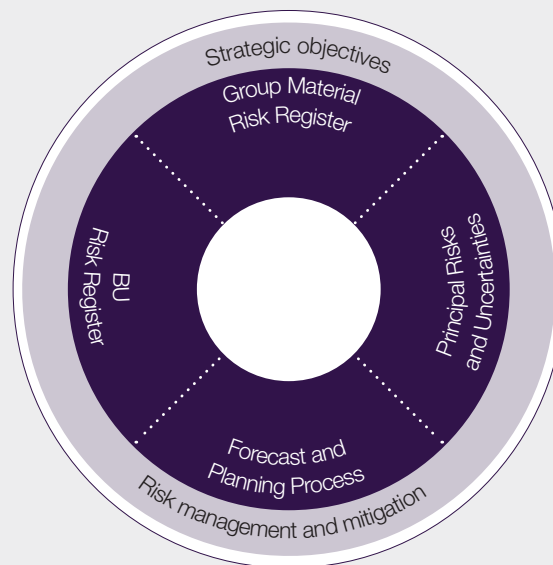 Strategic objectives
Group Material
Risk Register
Principal Risks
and Uncertainties
Forecast and
Planning Process
BU
Risk Register
Risk management and mitigation